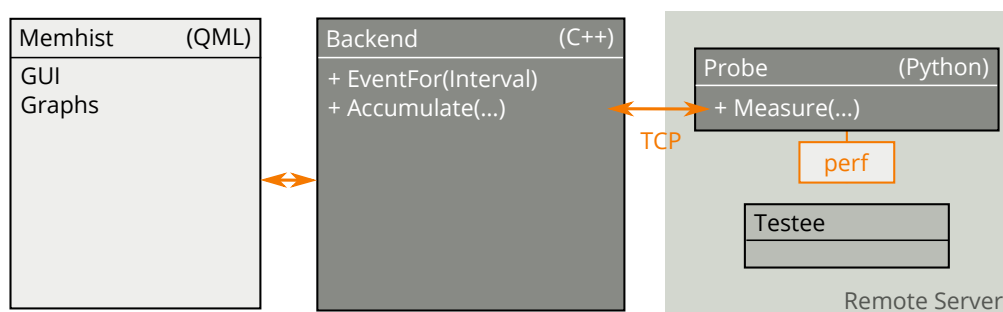 Memhist (QML)
GUI
Graphs
Backend (C++)
+ EventFor(Interval)
+ Accumulate(...)
TCP
Probe (Python)
+ Measure(...)
perf
Testee
Remote Server